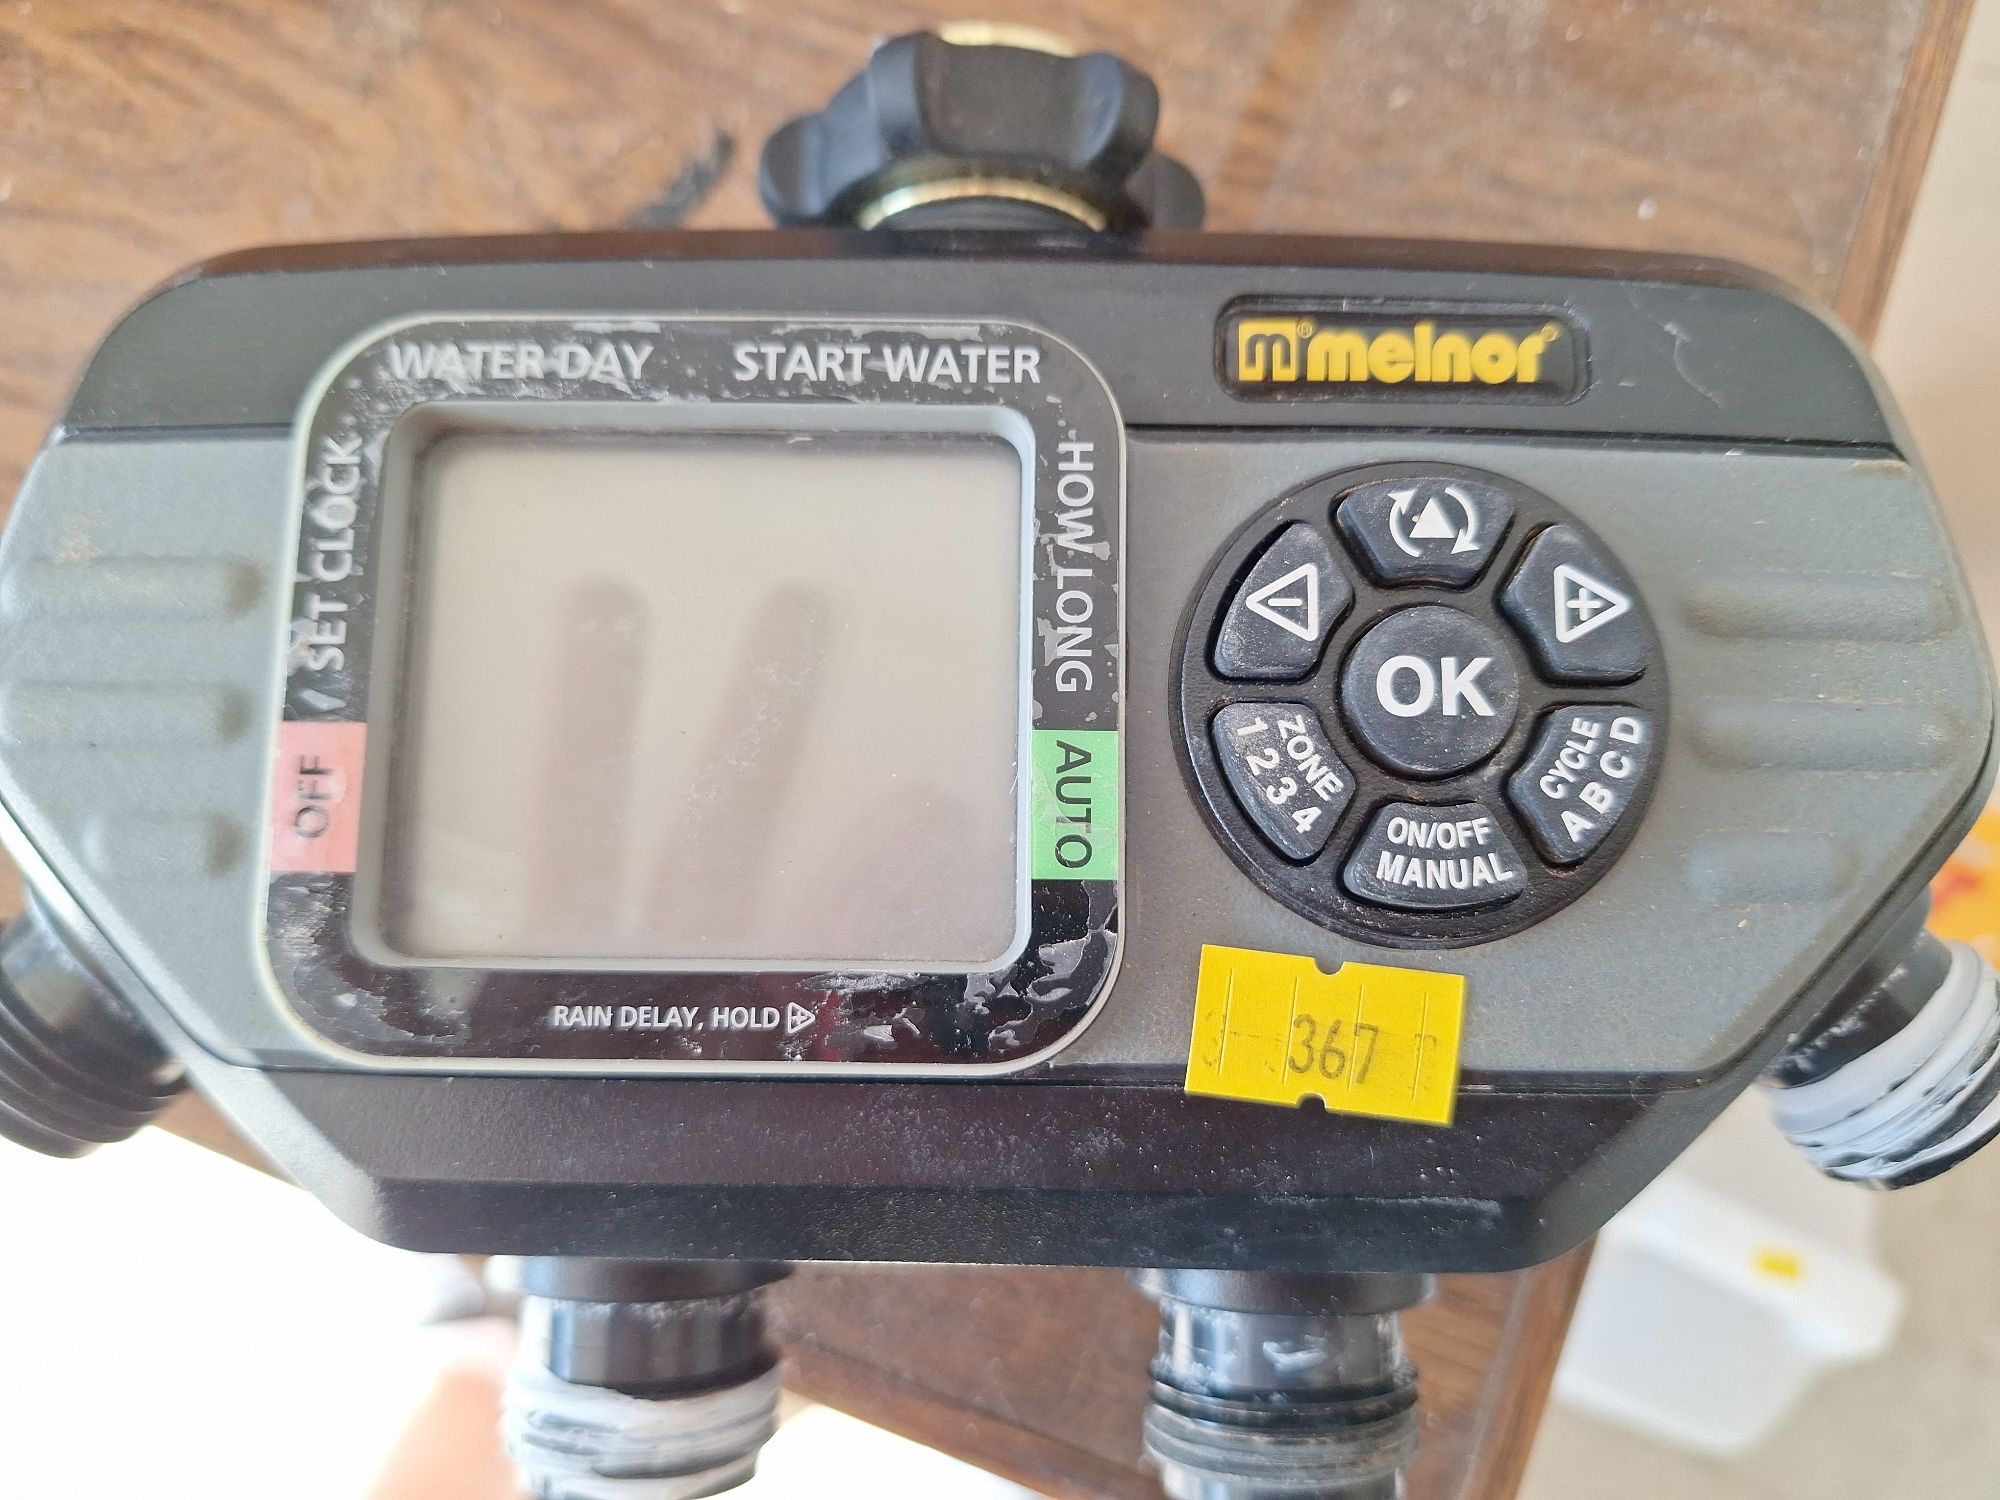 WATER DAY
START WATER
m® melnor®
SET CLOCK
HOW LONG
OFF
AUTO
OK
ZONE
1 2 3 4
CYCLE
A B C D
ON/OFF
MANUAL
RAIN DELAY, HOLD
367